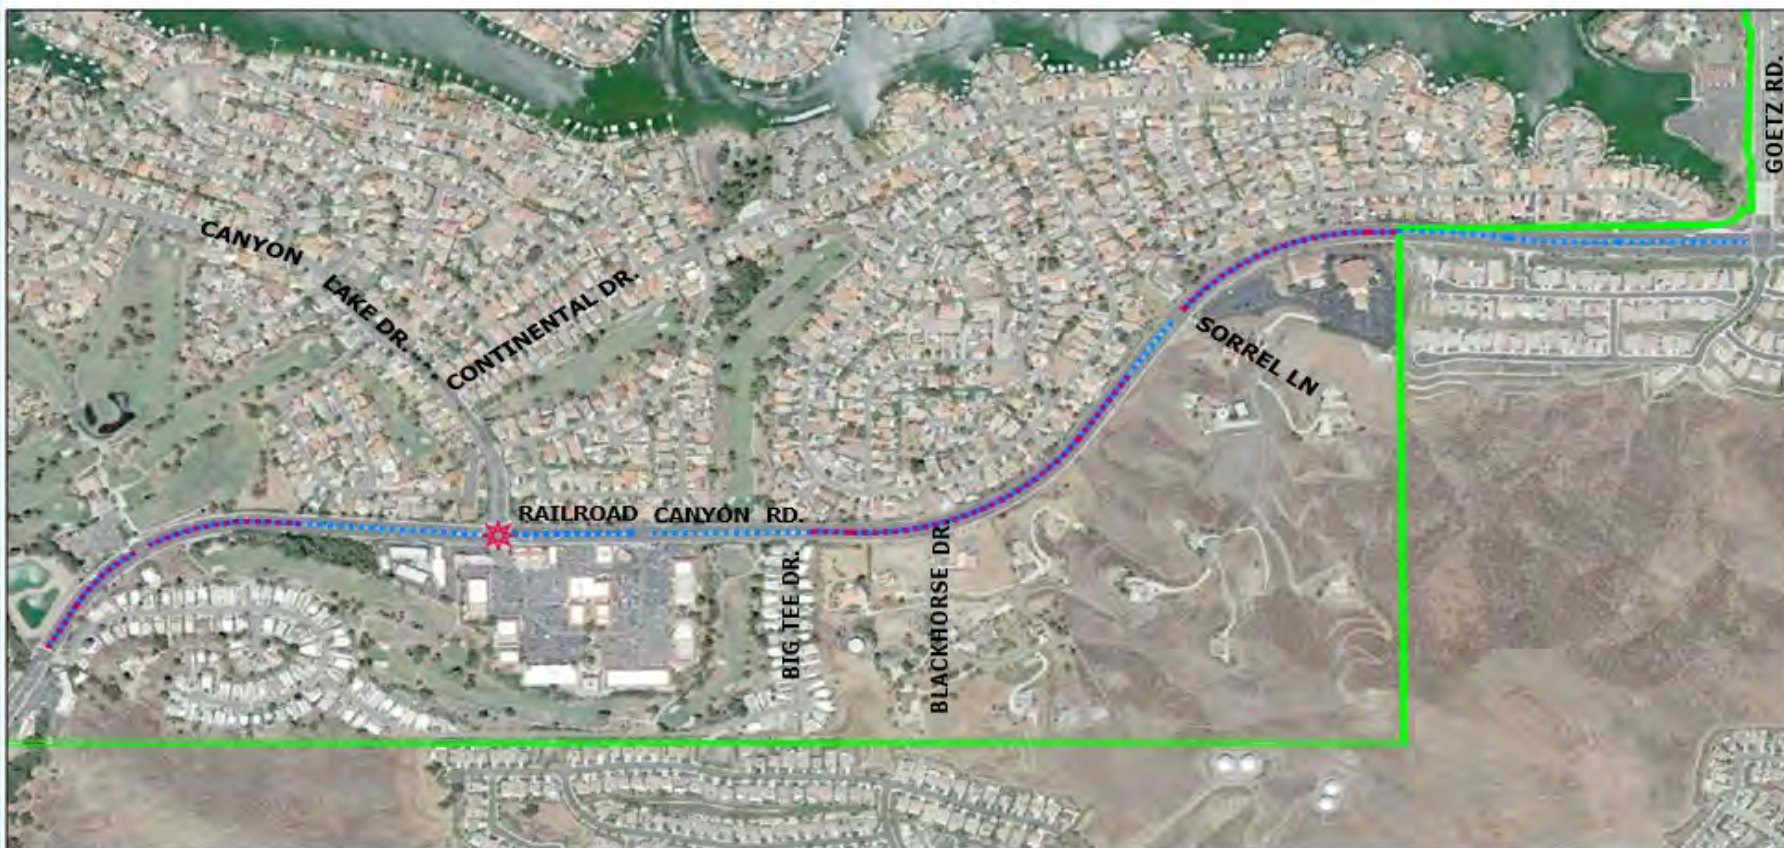 GOETZ RD.
CANYON LAKE DR.
CONTINENTAL DR.
SORREL LN
RAILROAD CANYON RD.
BIG TEE DR.
BLACKHORSE DR.